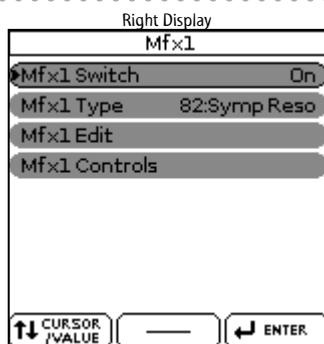 Right Display
Mfx1
Mfx1 Switch On
Mfx1 Type 82:Symp Reso
Mfx1 Edit
Mfx1 Controls
CURSOR
/VALUE
ENTER